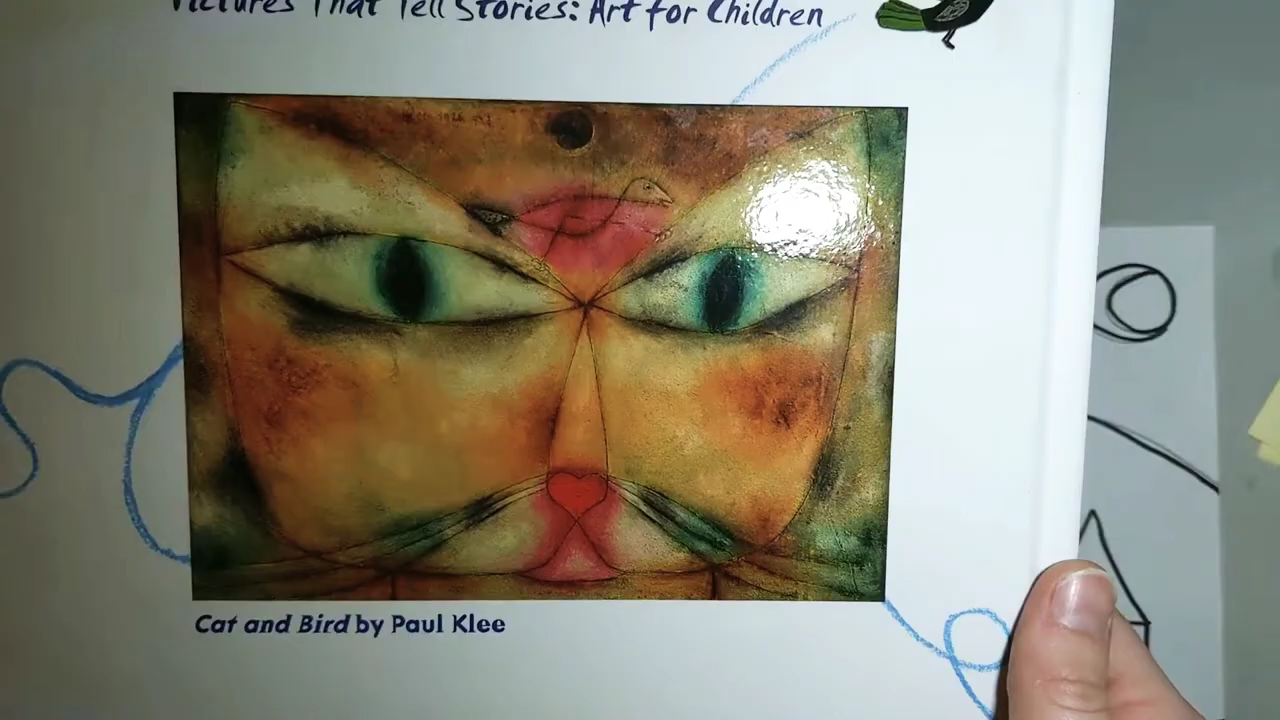 Pictures That Tell Stories: Art for Children
Cat and Bird by Paul Klee